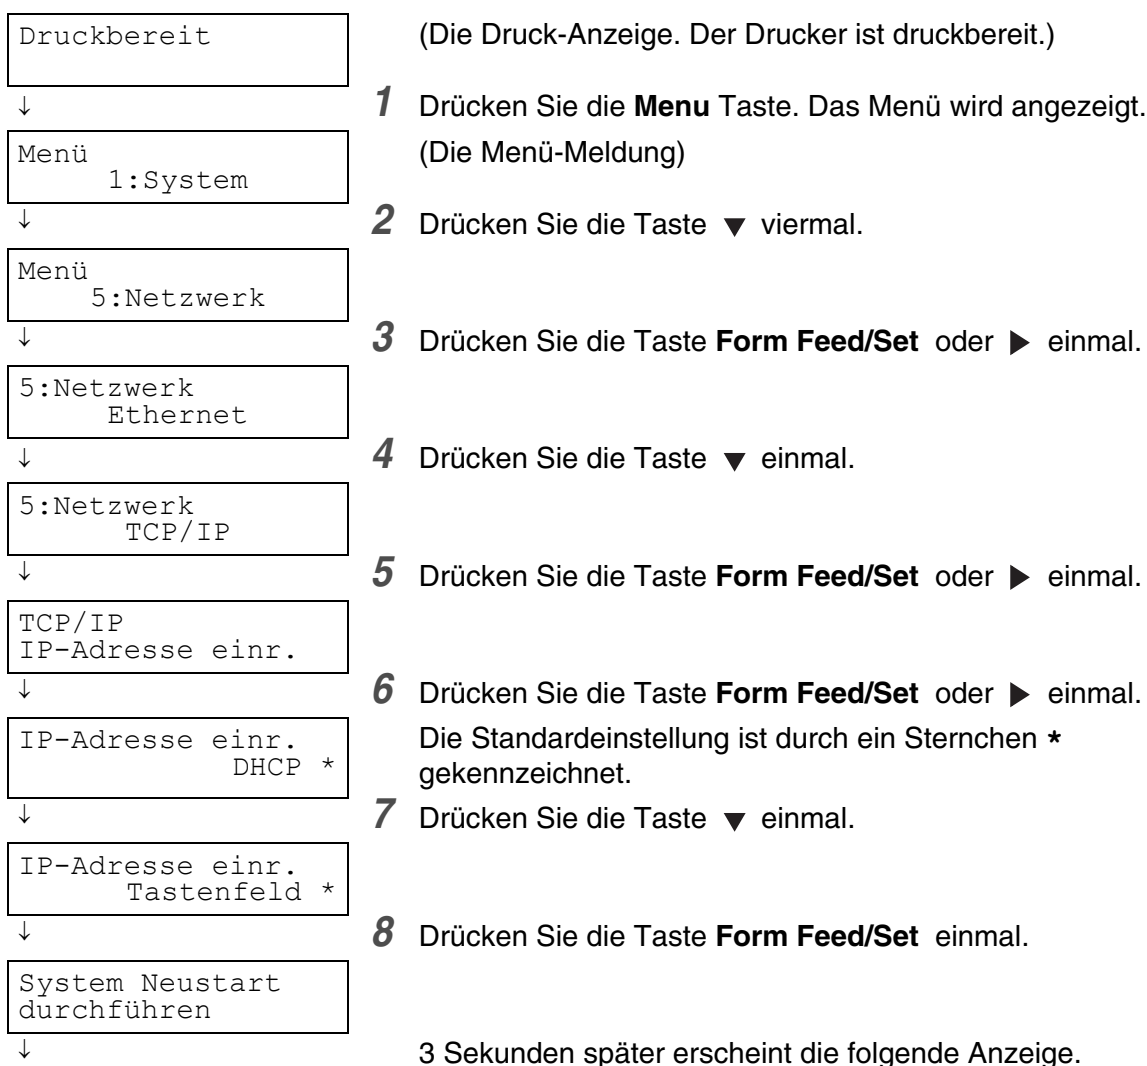 Druckbereit
(Die Druck-Anzeige. Der Drucker ist druckbereit.)
↓
1 Drücken Sie die Menu Taste. Das Menü wird angezeigt.
Menü
1:System
(Die Menü-Meldung)
↓
2 Drücken Sie die Taste ▼ viermal.
Menü
5:Netzwerk
↓
3 Drücken Sie die Taste Form Feed/Set oder ▶ einmal.
5:Netzwerk
Ethernet
↓
4 Drücken Sie die Taste ▼ einmal.
5:Netzwerk
TCP/IP
↓
5 Drücken Sie die Taste Form Feed/Set oder ▶ einmal.
TCP/IP
IP-Adresse einr.
↓
6 Drücken Sie die Taste Form Feed/Set oder ▶ einmal.
IP-Adresse einr.
DHCP *
Die Standardeinstellung ist durch ein Sternchen *
gekennzeichnet.
↓
7 Drücken Sie die Taste ▼ einmal.
IP-Adresse einr.
Tastenfeld *
↓
8 Drücken Sie die Taste Form Feed/Set einmal.
System Neustart
durchführen
↓
3 Sekunden später erscheint die folgende Anzeige.